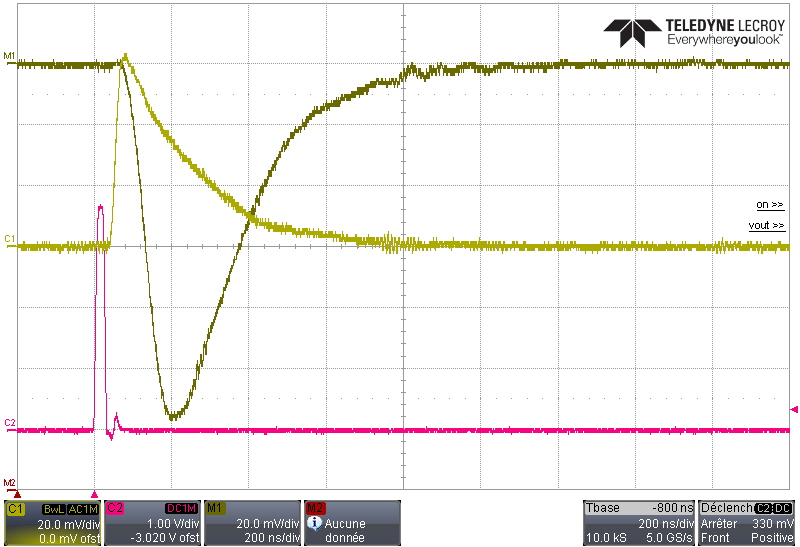 M1
TELEDYNE LECROY
Everywhereyoulook™
on >>
vout >>
C1
C2
M2
C1 BwL AC1M
20.0 mV/div
0.0 mV ofst
C2 DC1M
1.00 V/div
-3.020 V ofst
M1
20.0 mV/div
200 ns/div
M2
Aucune
donnée
Tbase -800 ns
200 ns/div
10.0 kS 5.0 GS/s
Déclench C2 DC
Arrêter 330 mV
Front Positive